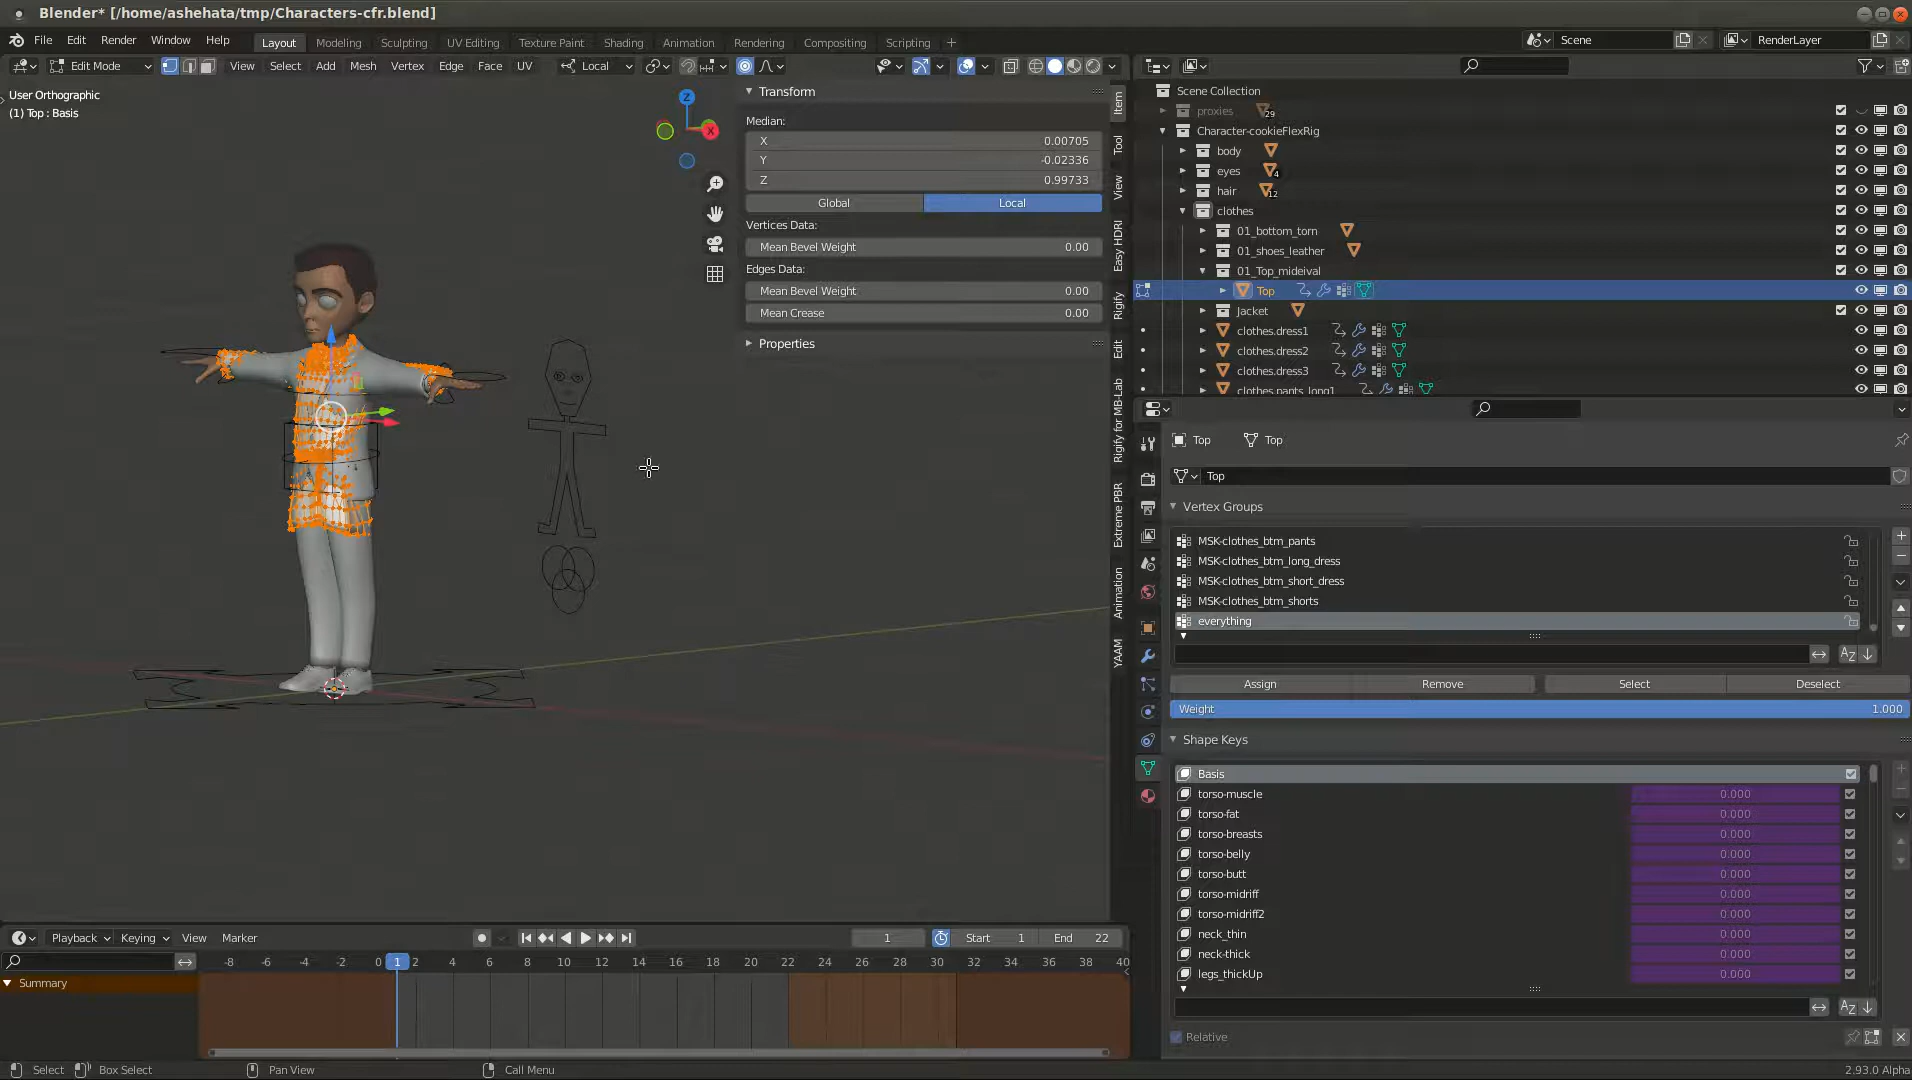 Blender* [/home/ashehata/tmp/Characters-cfr.blend]
File Edit Render Window Help Layout Modeling Sculpting UV Editing Texture Paint Shading Animation Rendering Compositing Scripting + Scene RenderLayer
Edit Mode View Select Add Mesh Vertex Edge Face UV Local
User Orthographic
(1) Top : Basis
Z
X
Transform
Median:
X 0.00705
Y -0.02336
Z 0.99733
Global Local
Vertices Data:
Mean Bevel Weight 0.00
Edges Data:
Mean Bevel Weight 0.00
Mean Crease 0.00
Properties
Item
Tool
View
Easy HDRI
Rigify
Edit
Rigify for MB-Lab
Extreme PBR
Animation
YAAM
Scene Collection
proxies 29
Character-cookieFlexRig
body
eyes 4
hair 12
clothes
01_bottom_torn
01_shoes_leather
01_Top_mideival
Top
Jacket
clothes.dress1
clothes.dress2
clothes.dress3
clothes.pants_long1
Top Top
Top
Vertex Groups
MSK-clothes_btm_pants
MSK-clothes_btm_long_dress
MSK-clothes_btm_short_dress
MSK-clothes_btm_shorts
everything
Assign Remove Select Deselect
Weight 1.000
Shape Keys
Basis
torso-muscle 0.000
torso-fat 0.000
torso-breasts 0.000
torso-belly 0.000
torso-butt 0.000
torso-midriff 0.000
torso-midriff2 0.000
neck_thin 0.000
neck-thick 0.000
legs_thickUp 0.000
Relative
Playback Keying View Marker 1 Start 1 End 22
-8 -6 -4 -2 0 1 2 4 6 8 10 12 14 16 18 20 22 24 26 28 30 32 34 36 38 40
Summary
Select Box Select Pan View Call Menu 2.93.0 Alpha